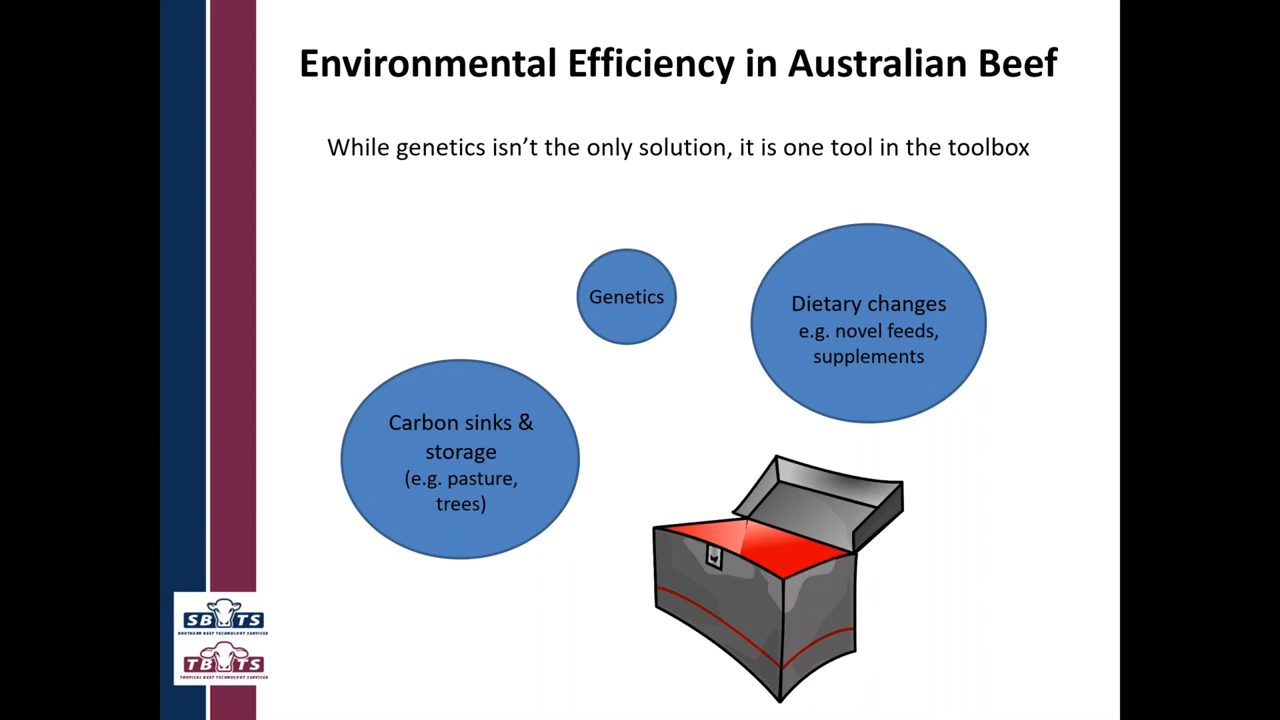 Environmental Efficiency in Australian Beef
While genetics isn’t the only solution, it is one tool in the toolbox
Genetics
Dietary changes
e.g. novel feeds,
supplements
Carbon sinks &
storage
(e.g. pasture,
trees)
SBTS
SOUTHERN BEEF TECHNOLOGY SERVICES
TBTS
TROPICAL BEEF TECHNOLOGY SERVICES